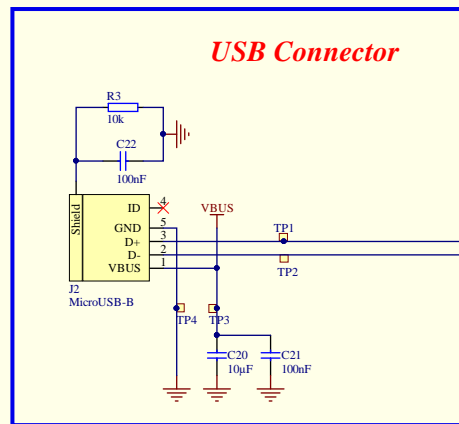 USB Connector
R3
10k
C22
100nF
Shield
ID
4
GND
5
D+
3
D-
2
VBUS
1
J2
MicroUSB-B
VBUS
TP1
TP2
TP4
TP3
C20
10µF
C21
100nF